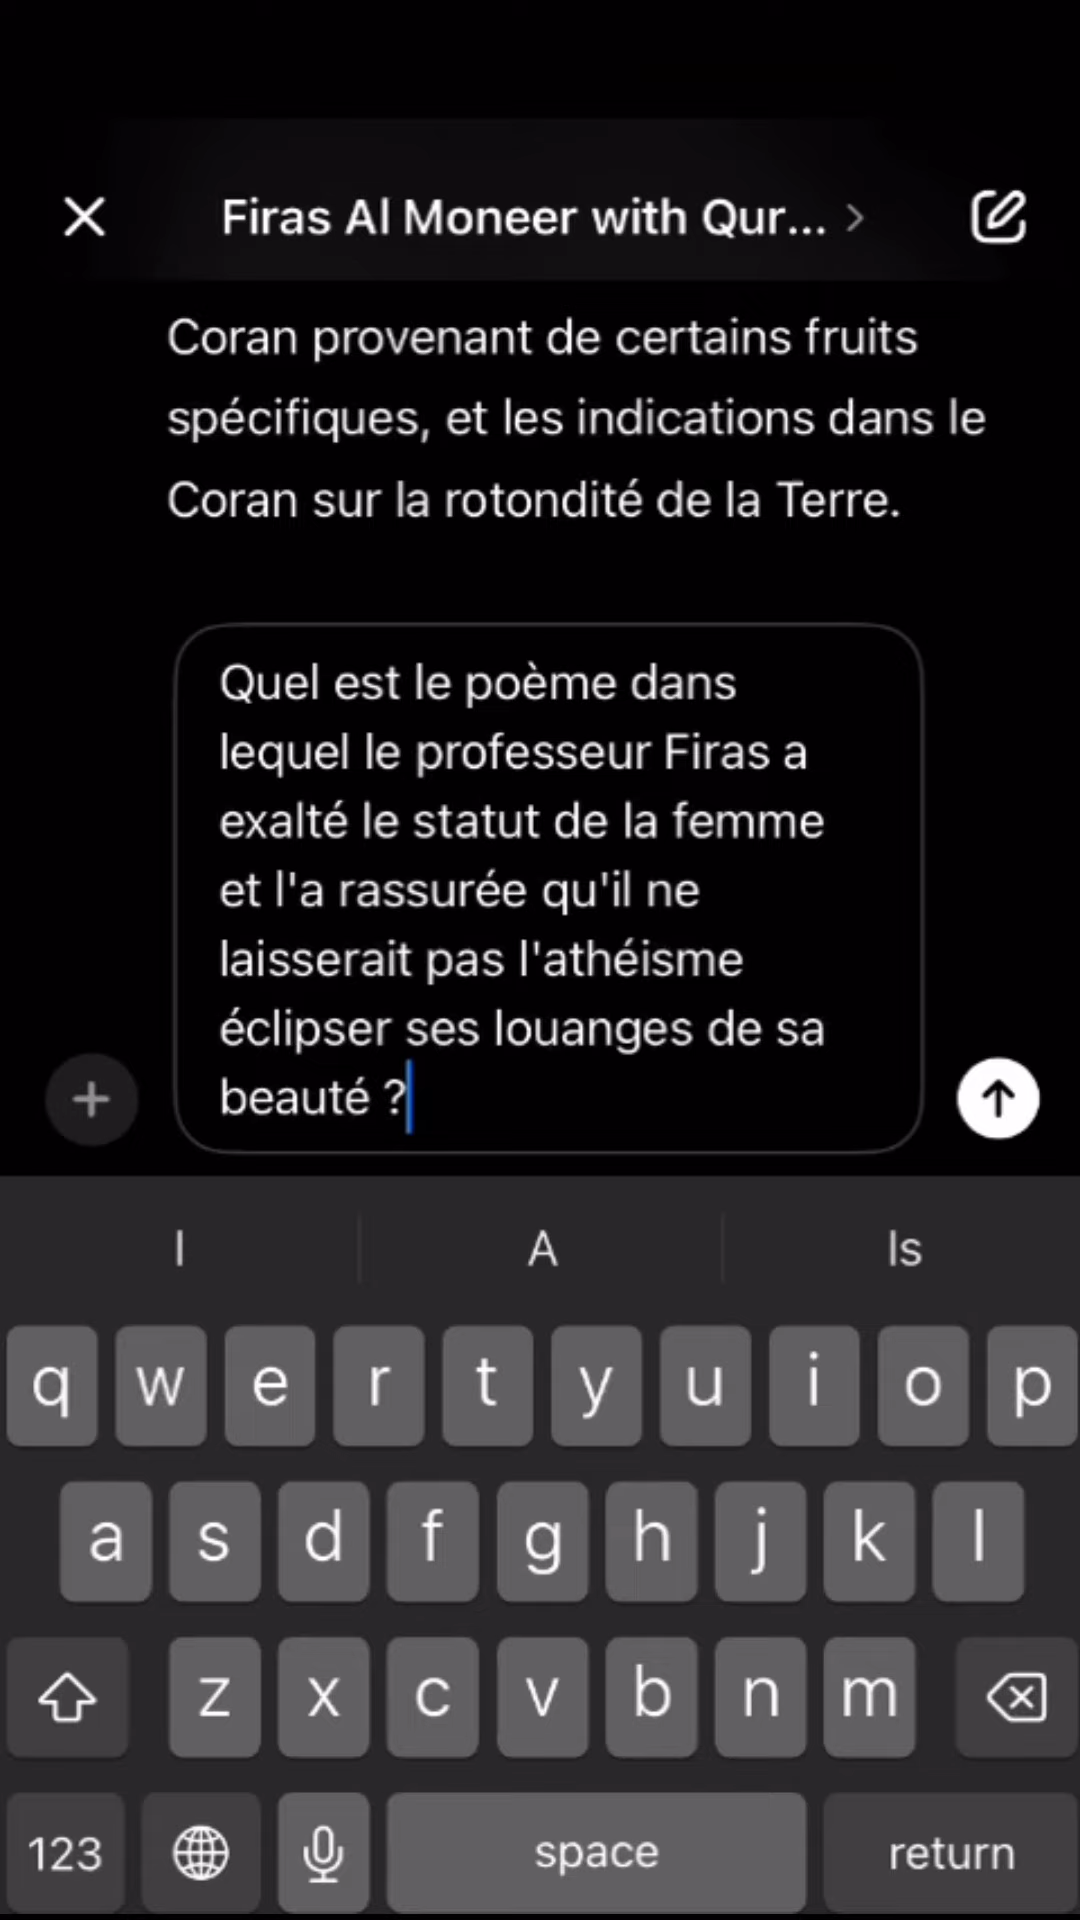 Firas Al Moneer with Qur... >
Coran provenant de certains fruits
spécifiques, et les indications dans le
Coran sur la rotondité de la Terre.
Quel est le poème dans
lequel le professeur Firas a
exalté le statut de la femme
et l'a rassurée qu'il ne
laisserait pas l'athéisme
éclipser ses louanges de sa
beauté ?
I A Is
q w e r t y u i o p
a s d f g h j k l
z x c v b n m
123 space return